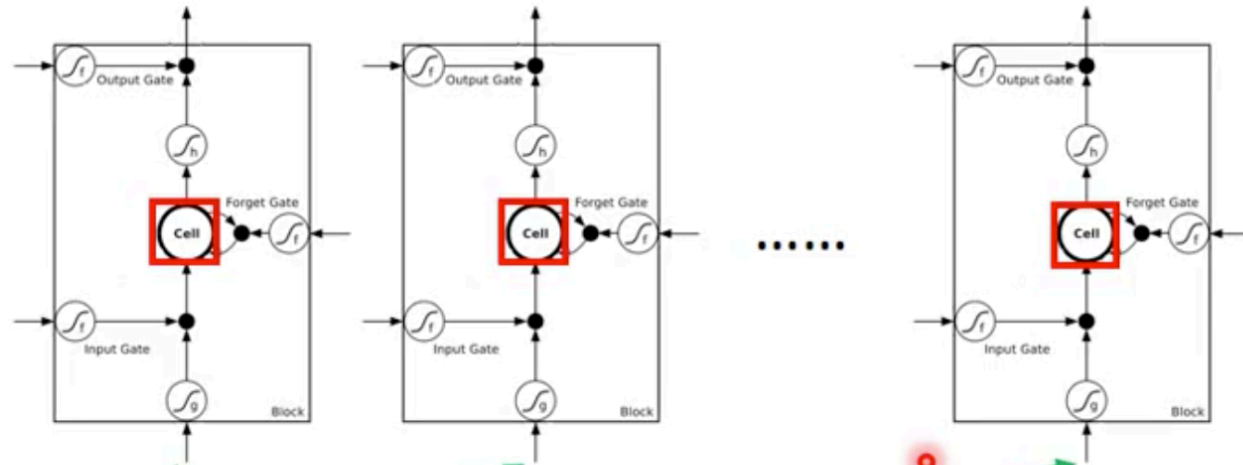 f Output Gate f Output Gate f Output Gate
h h h
Forget Gate Forget Gate Forget Gate
Cell f Cell f ...... Cell f
f f f
Input Gate Input Gate Input Gate
g Block g Block g Block